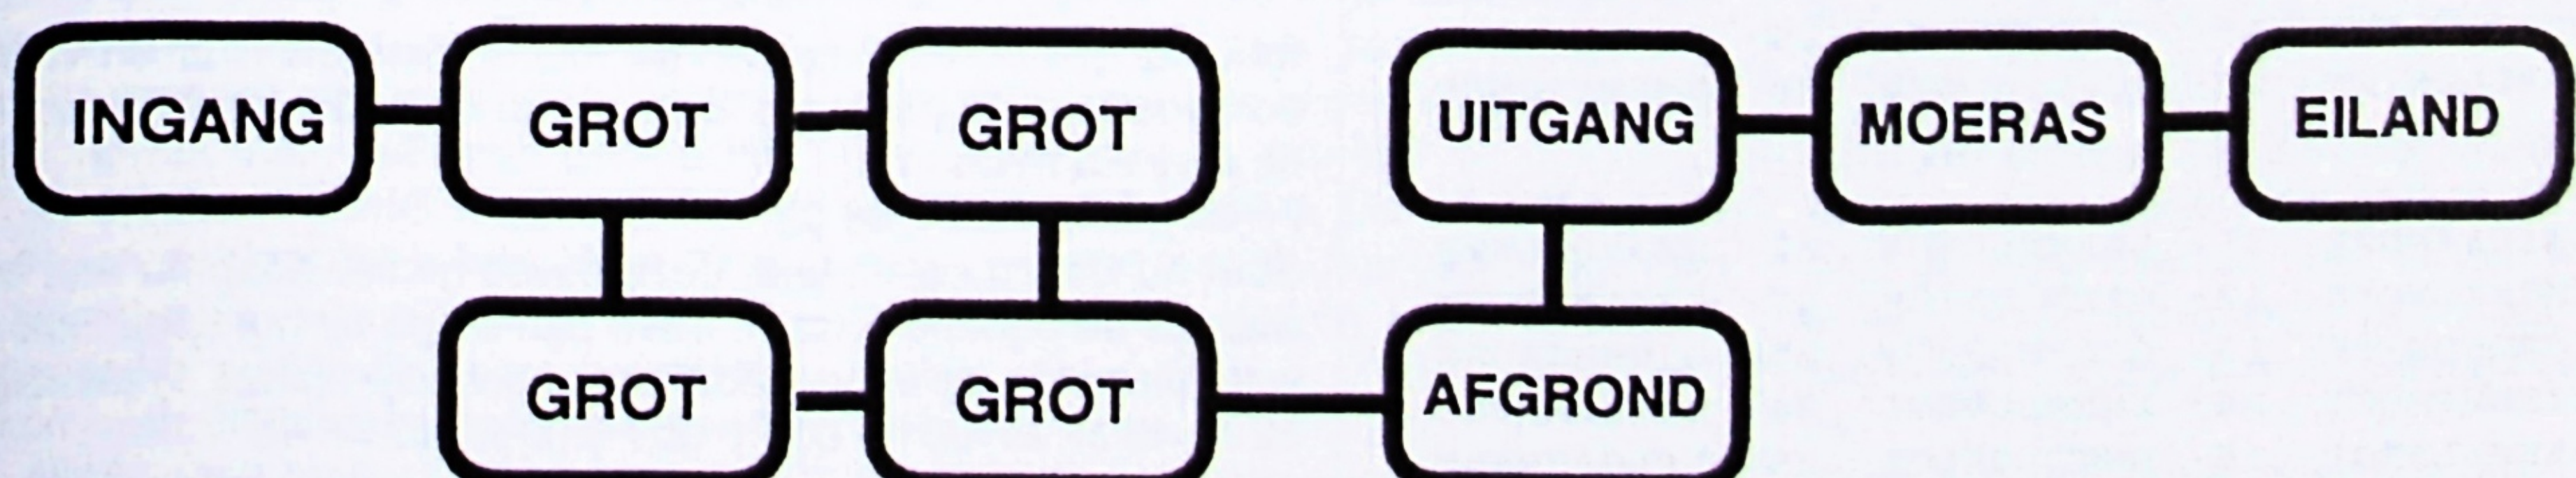 INGANG GROT GROT UITGANG MOERAS EILAND
GROT GROT AFGROND